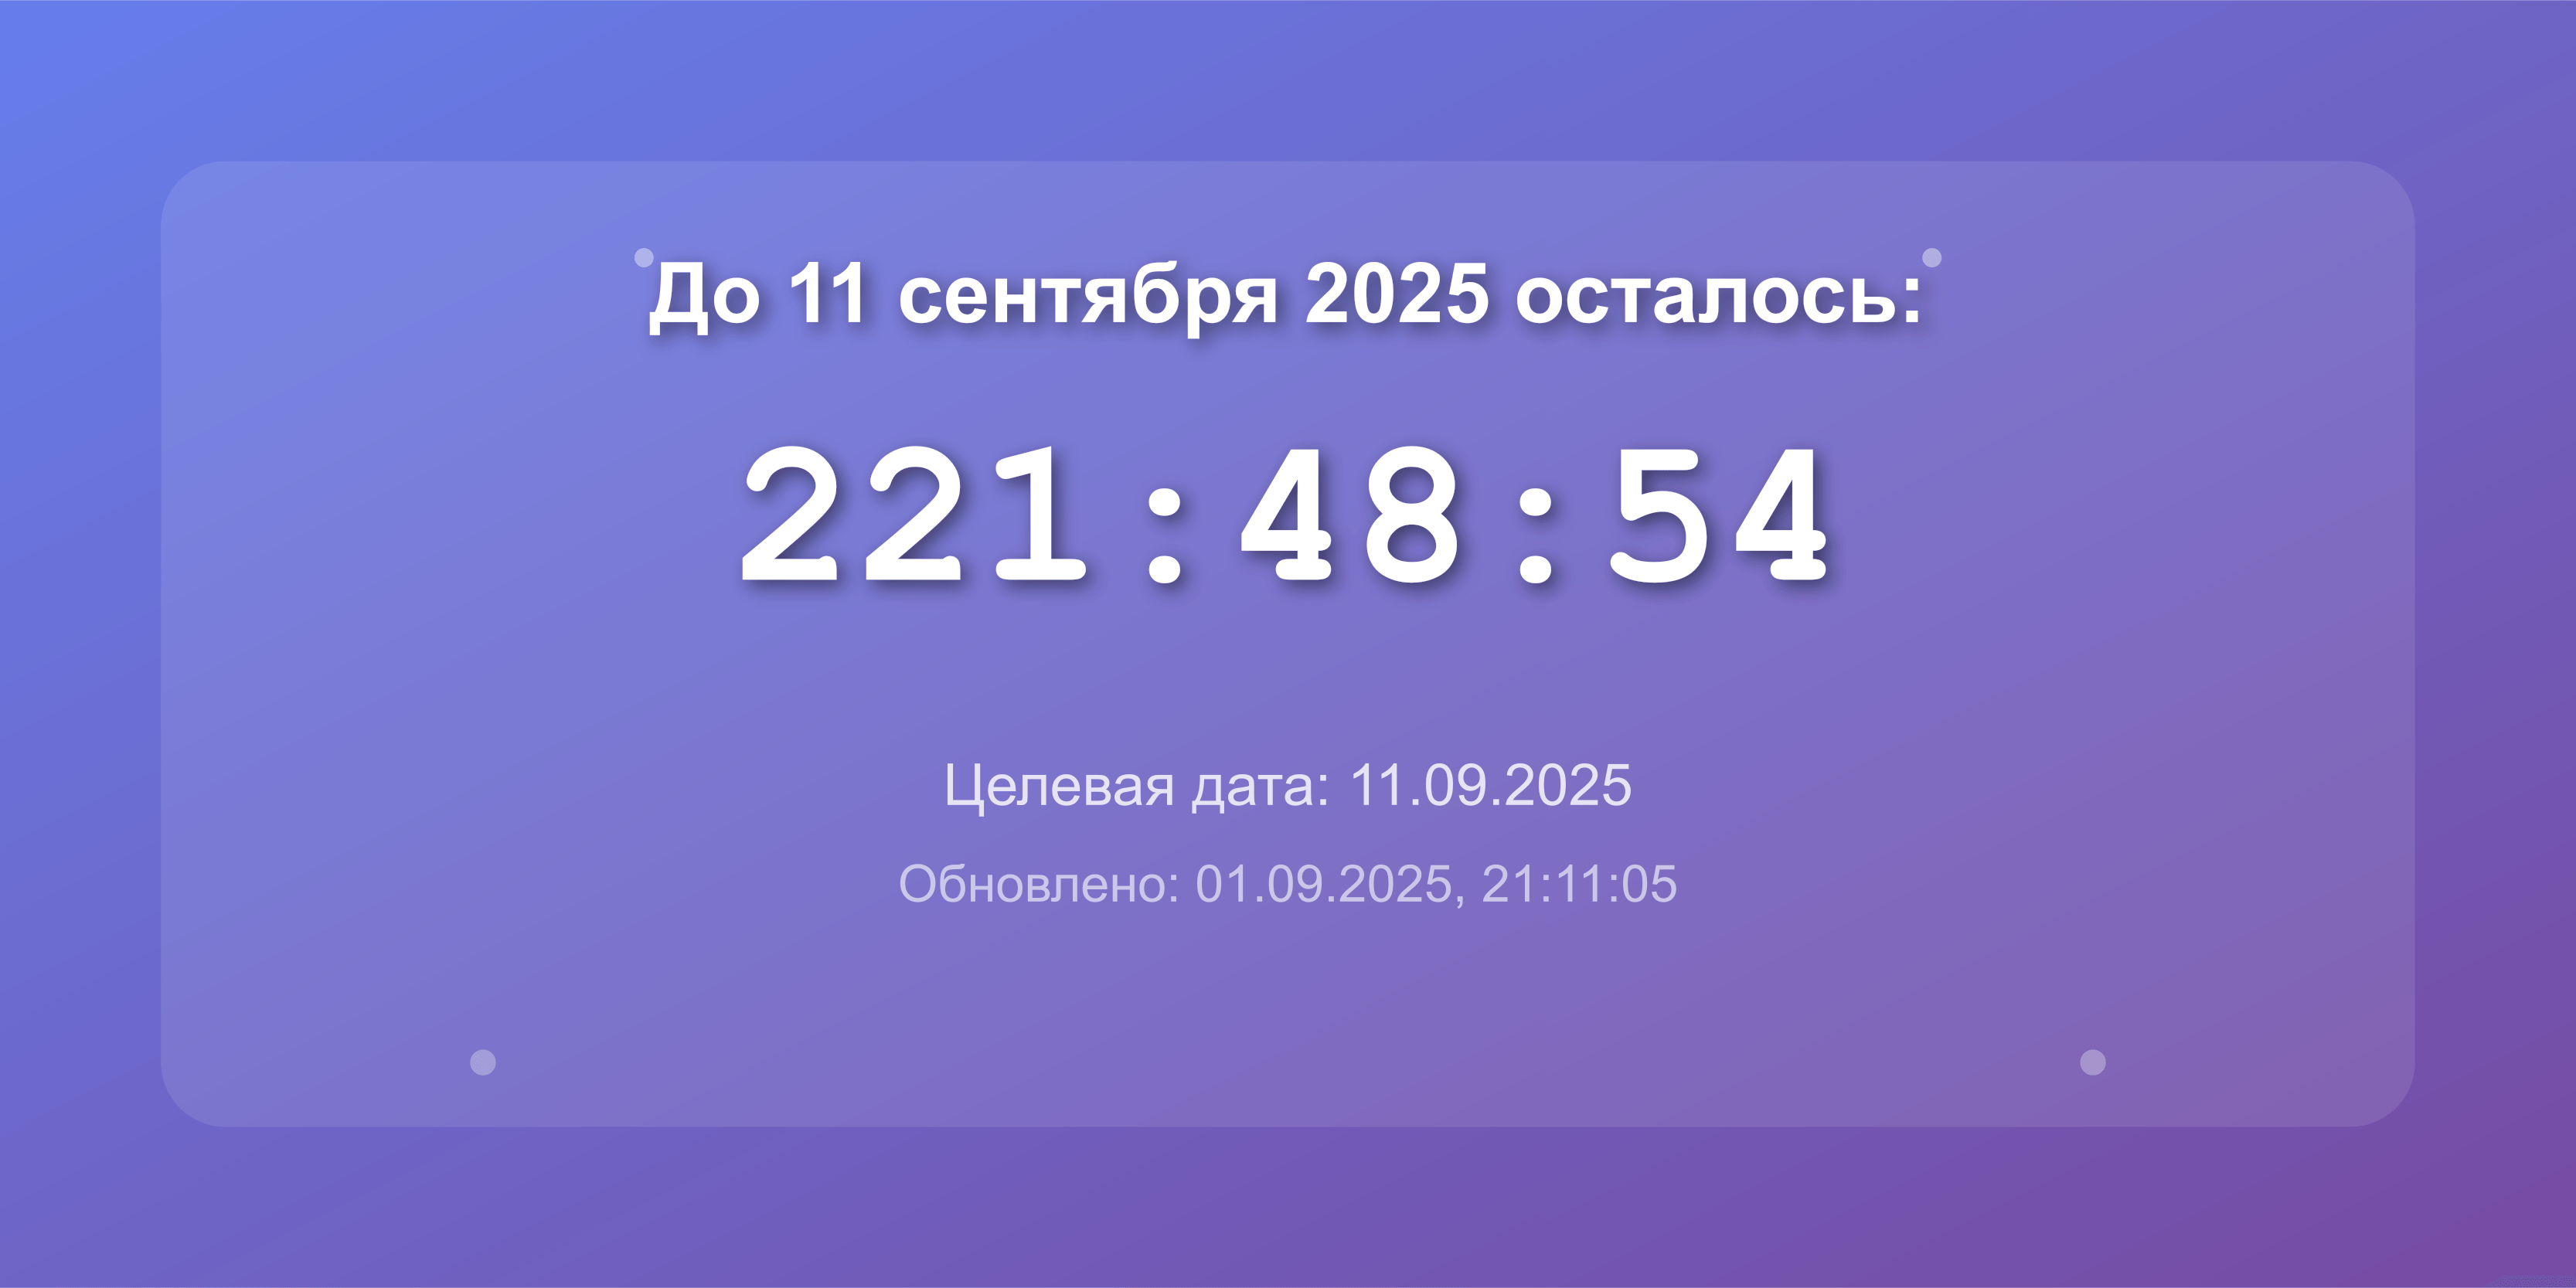 До 11 сентября 2025 осталось:
221:48:54
Целевая дата: 11.09.2025
Обновлено: 01.09.2025, 21:11:05